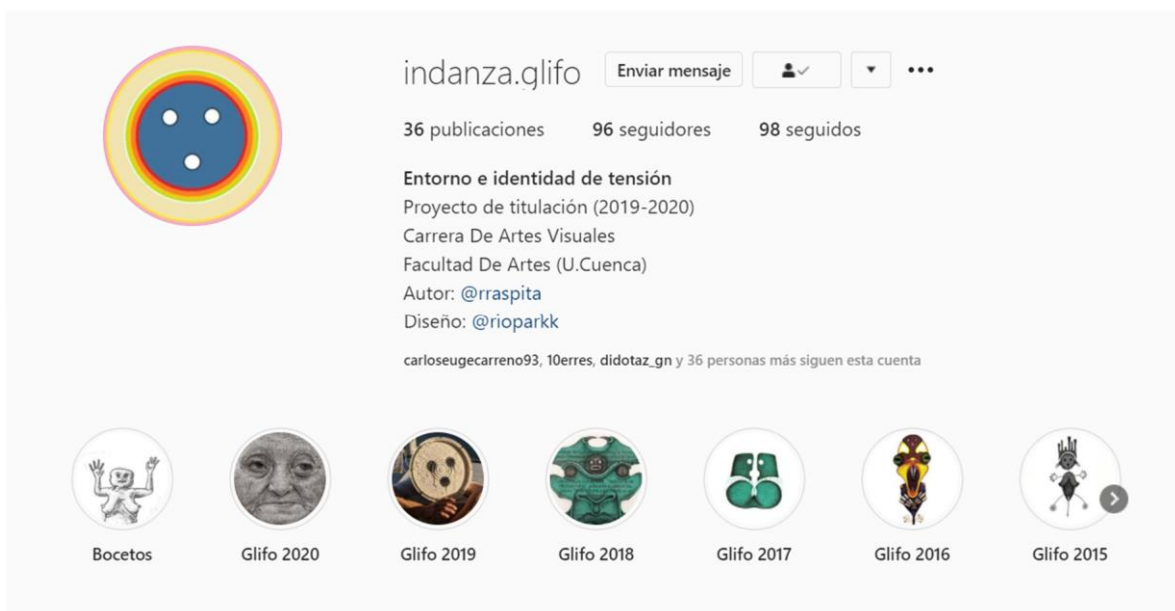 indanza.glifo Enviar mensaje
36 publicaciones 96 seguidores 98 seguidos
Entorno e identidad de tensión
Proyecto de titulación (2019-2020)
Carrera De Artes Visuales
Facultad De Artes (U.Cuenca)
Autor: @rraspita
Diseño: @rioparkk
carloseugecarreno93, 10erres, didotaz_gn y 36 personas más siguen esta cuenta
Bocetos Glifo 2020 Glifo 2019 Glifo 2018 Glifo 2017 Glifo 2016 Glifo 2015